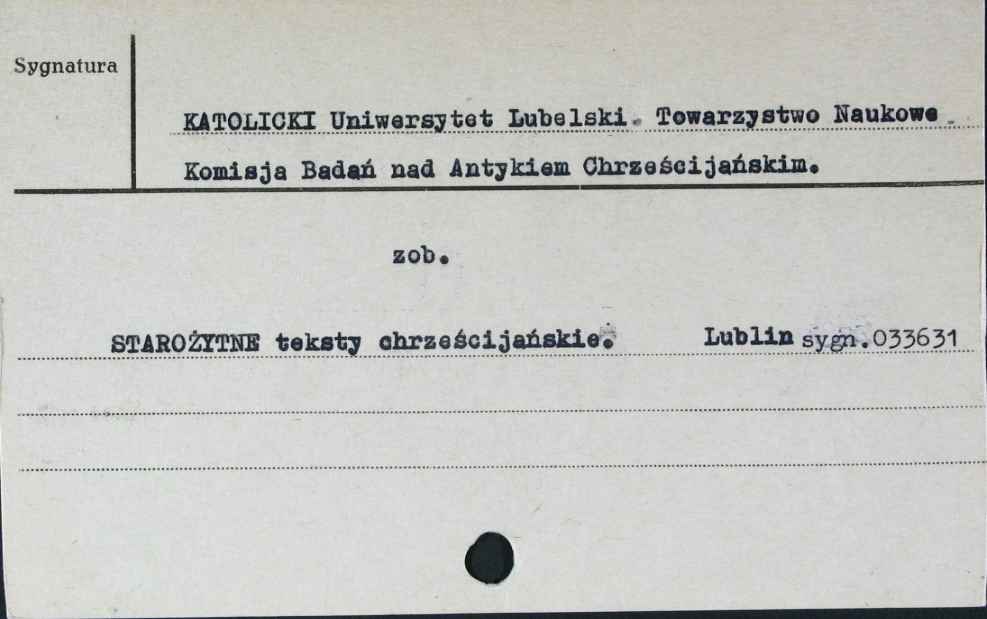 Sygnatura
KATOLICKI Uniwersytet Lubelski. Towarzystwo Naukowe.
Komisja Badań nad Antykiem Chrześcijańskim.
zob.
STAROŻYTNE teksty chrześcijańskie. Lublin sygn.033631